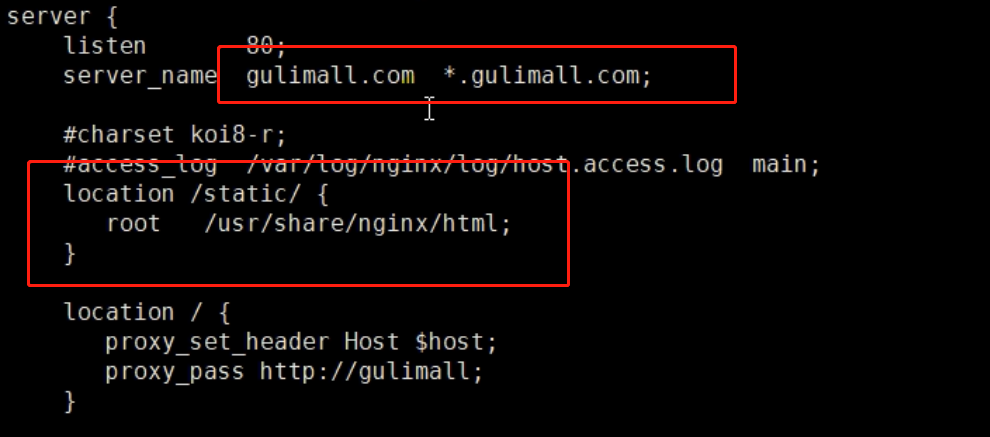 server {
listen 80;
server_name gulimall.com *.gulimall.com;
#charset koi8-r;
#access_log /var/log/nginx/log/host.access.log main;
location /static/ {
root /usr/share/nginx/html;
}
location / {
proxy_set_header Host $host;
proxy_pass http://gulimall;
}